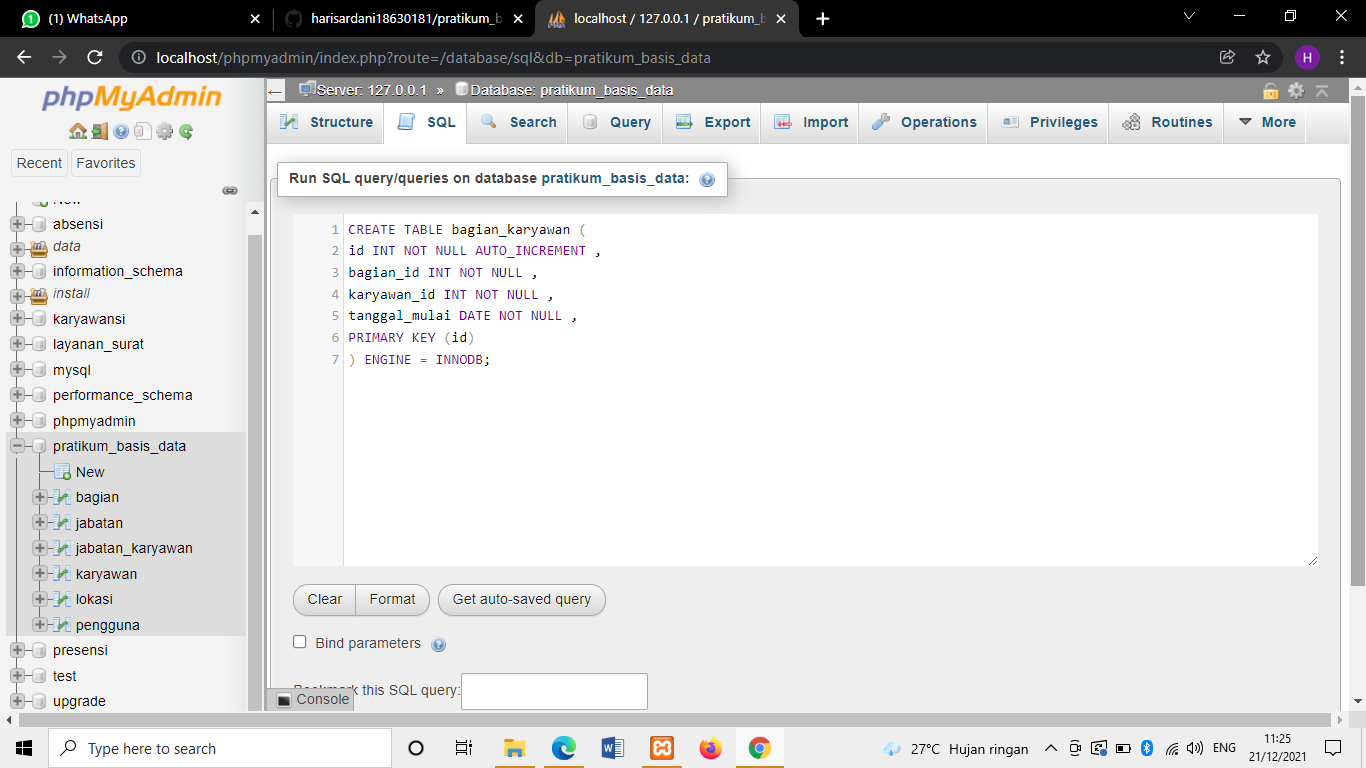 (1) WhatsApp
harisardani18630181/pratikum_b
localhost / 127.0.0.1 / pratikum_b
localhost/phpmyadmin/index.php?route=/database/sql&db=pratikum_basis_data
H
phpMyAdmin
Recent
Favorites
absensi
data
information_schema
install
karyawansi
layanan_surat
mysql
performance_schema
phpmyadmin
pratikum_basis_data
New
bagian
jabatan
jabatan_karyawan
karyawan
lokasi
pengguna
presensi
test
upgrade
Server: 127.0.0.1 » Database: pratikum_basis_data
Structure
SQL
Search
Query
Export
Import
Operations
Privileges
Routines
More
Run SQL query/queries on database pratikum_basis_data:
1 CREATE TABLE bagian_karyawan (
2 id INT NOT NULL AUTO_INCREMENT ,
3 bagian_id INT NOT NULL ,
4 karyawan_id INT NOT NULL ,
5 tanggal_mulai DATE NOT NULL ,
6 PRIMARY KEY (id)
7 ) ENGINE = INNODB;
Clear
Format
Get auto-saved query
Bind parameters
Bookmark this SQL query:
Console
Type here to search
27°C Hujan ringan
ENG
11:25
21/12/2021